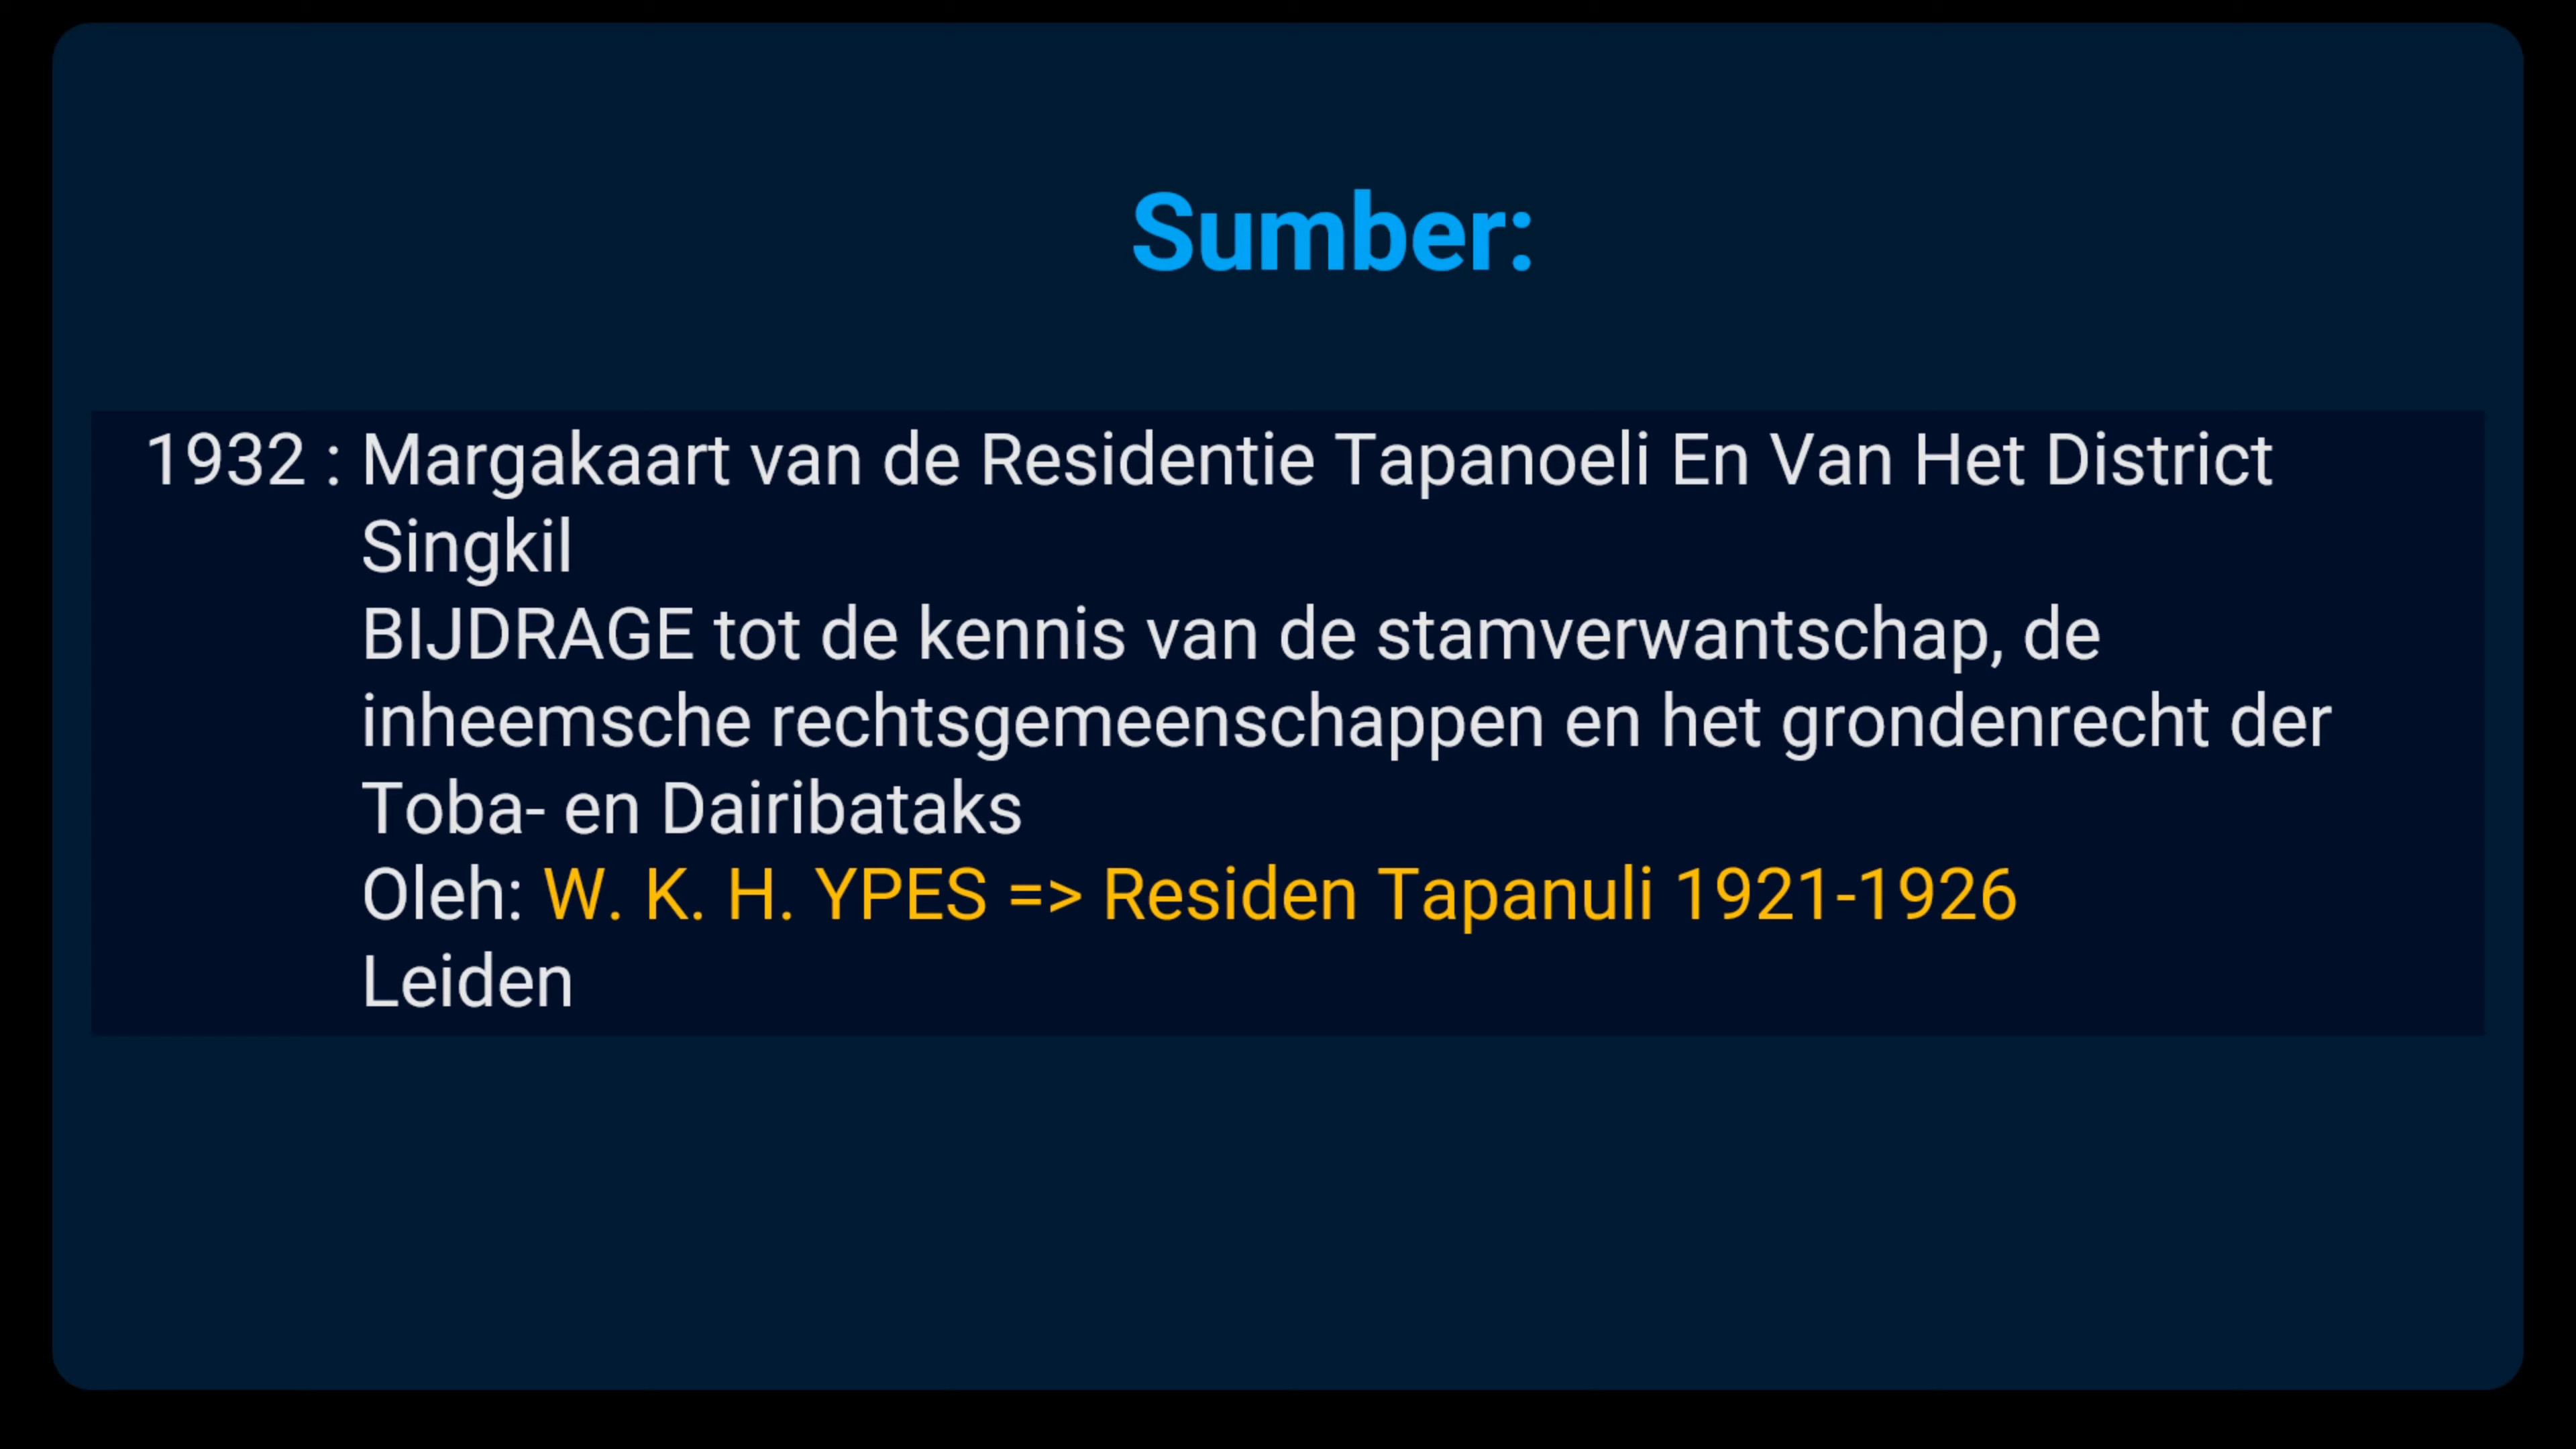 Sumber:
1932 : Margakaart van de Residentie Tapanoeli En Van Het District
Singkil
BIJDRAGE tot de kennis van de stamverwantschap, de
inheemsche rechtsgemeenschappen en het grondenrecht der
Toba- en Dairibataks
Oleh: W. K. H. YPES => Residen Tapanuli 1921-1926
Leiden